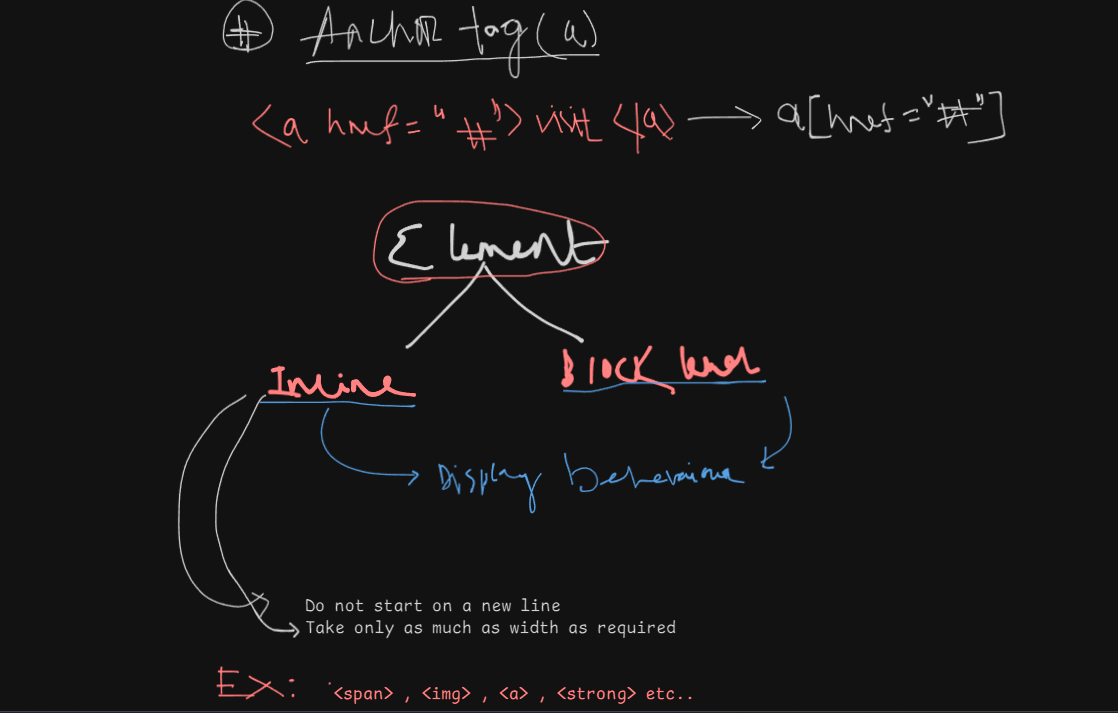 # Anchor tag (a)
<a href="#"> visit </a> → a[href="#"]
Element
Inline Block level
Display behaviour
Do not start on a new line
Take only as much as width as required
Ex: <span> , <img> , <a> , <strong> etc..